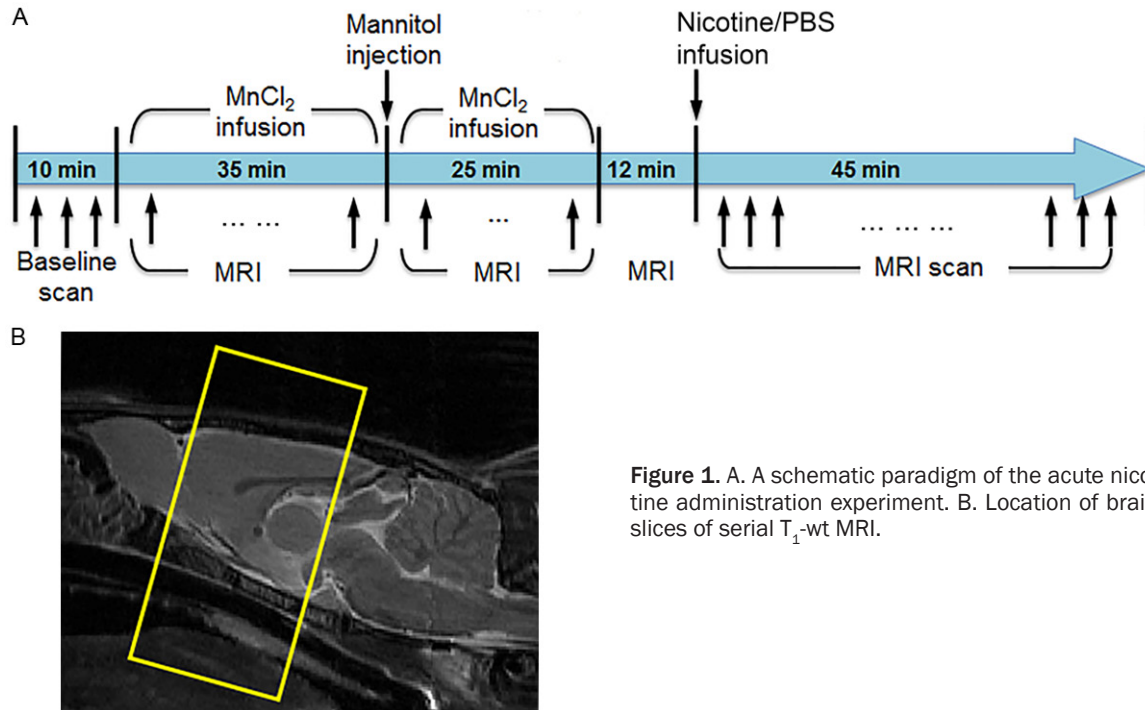 A
Mannitol
injection
Nicotine/PBS
infusion
MnCl₂
infusion
MnCl₂
infusion
10 min
35 min
25 min
12 min
45 min
... ...
...
... ... ...
Baseline
scan
MRI
MRI
MRI
MRI scan
B
Figure 1. A. A schematic paradigm of the acute nico
tine administration experiment. B. Location of brai
slices of serial T₁-wt MRI.